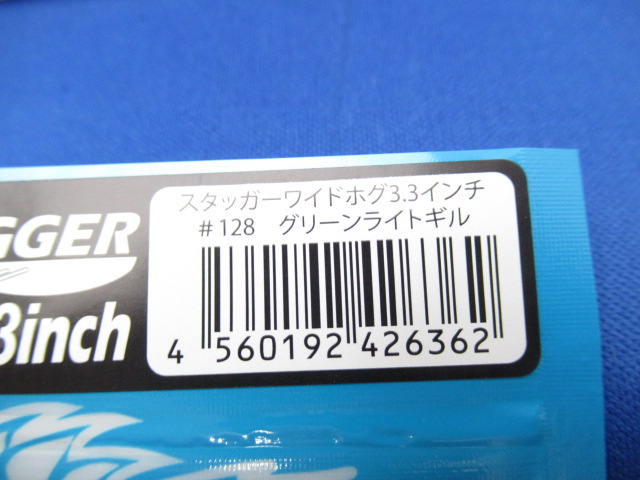 スタッガーワイドホグ3.3インチ
#128 グリーンライトギル
GGER
3inch
4 560192 426362